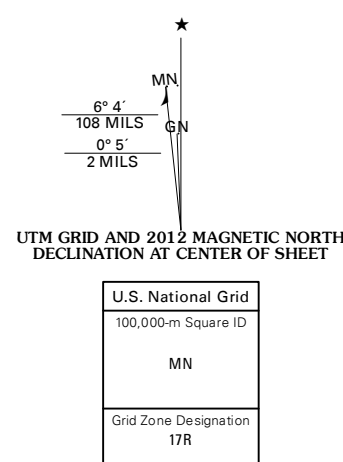 ★
MN
6° 4´
108 MILS
GN
0° 5´
2 MILS
UTM GRID AND 2012 MAGNETIC NORTH
DECLINATION AT CENTER OF SHEET
U.S. National Grid
100,000-m Square ID
MN
Grid Zone Designation
17R